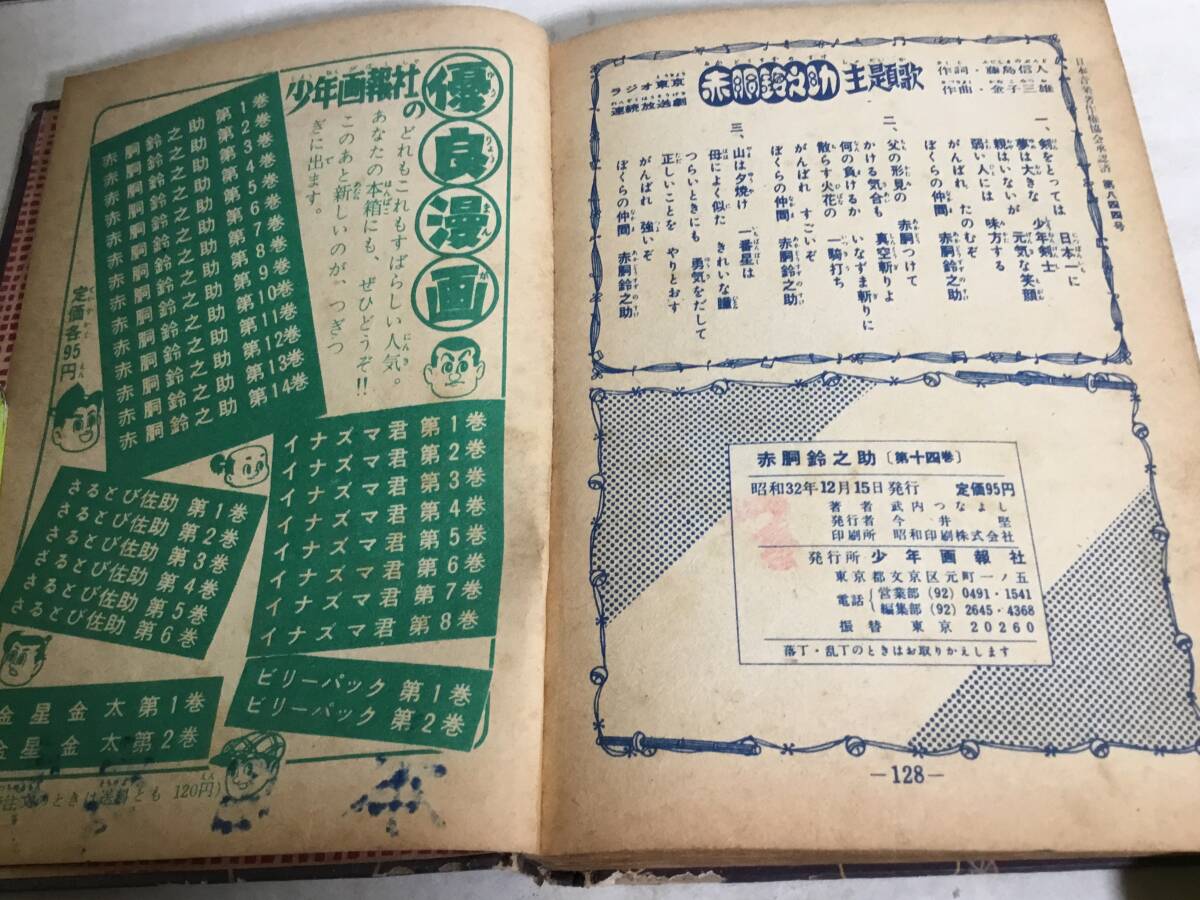 日本音楽著作権協会承認済 第八四四号
ラジオ東京
連続放送劇
赤胴鈴之助 主題歌
作詞・藤島信人
作曲・金子三雄
一、剣をとっては 日本一に
夢は大きな 少年剣士
親はいないが 元気な笑顔
弱い人には 味方する
がんばれ、たのむぞ
ぼくらの仲間 赤胴鈴之助
二、父の形見の 赤胴つけて
かける気合も 真空斬りよ
何の負けるか いなずま斬りに
散らす火花の 一騎打ち
がんばれ すごいぞ
ぼくらの仲間 赤胴鈴之助
三、山は夕焼け 一番星は
母によく似た きれいな瞳
つらいときにも 勇気をだして
正しいことを やりとおす
がんばれ 強いぞ
ぼくらの仲間 赤胴鈴之助
赤胴鈴之助〔第十四巻〕
昭和32年12月15日発行 定価95円
著者 武内つなよし
発行者 今井堅
印刷所 昭和印刷株式会社
発行所 少年画報社
東京都文京区元町一ノ五
電話 営業部 (92) 0491・1541
編集部 (92) 2645・4368
振替 東京 20260
落丁・乱丁のときはお取りかえします
—128—
少年画報社の
優良漫画
どれもこれもすばらしい人気。
あなたの本箱にも、ぜひどうぞ!!
このあと新しいのが、つぎつ
ぎに出ます。
赤胴鈴之助 第1巻
赤胴鈴之助 第2巻
赤胴鈴之助 第3巻
赤胴鈴之助 第4巻
赤胴鈴之助 第5巻
赤胴鈴之助 第6巻
赤胴鈴之助 第7巻
赤胴鈴之助 第8巻
赤胴鈴之助 第9巻
赤胴鈴之助 第10巻
赤胴鈴之助 第11巻
赤胴鈴之助 第12巻
赤胴鈴之助 第13巻
赤胴鈴之助 第14巻
定価各95円
イナズマ君 第1巻
イナズマ君 第2巻
イナズマ君 第3巻
イナズマ君 第4巻
イナズマ君 第5巻
イナズマ君 第6巻
イナズマ君 第7巻
イナズマ君 第8巻
さるとび佐助 第1巻
さるとび佐助 第2巻
さるとび佐助 第3巻
さるとび佐助 第4巻
さるとび佐助 第5巻
さるとび佐助 第6巻
ビリーパック 第1巻
ビリーパック 第2巻
金星金太第1巻
金星金太第2巻
注文のときは送料とも 120円)